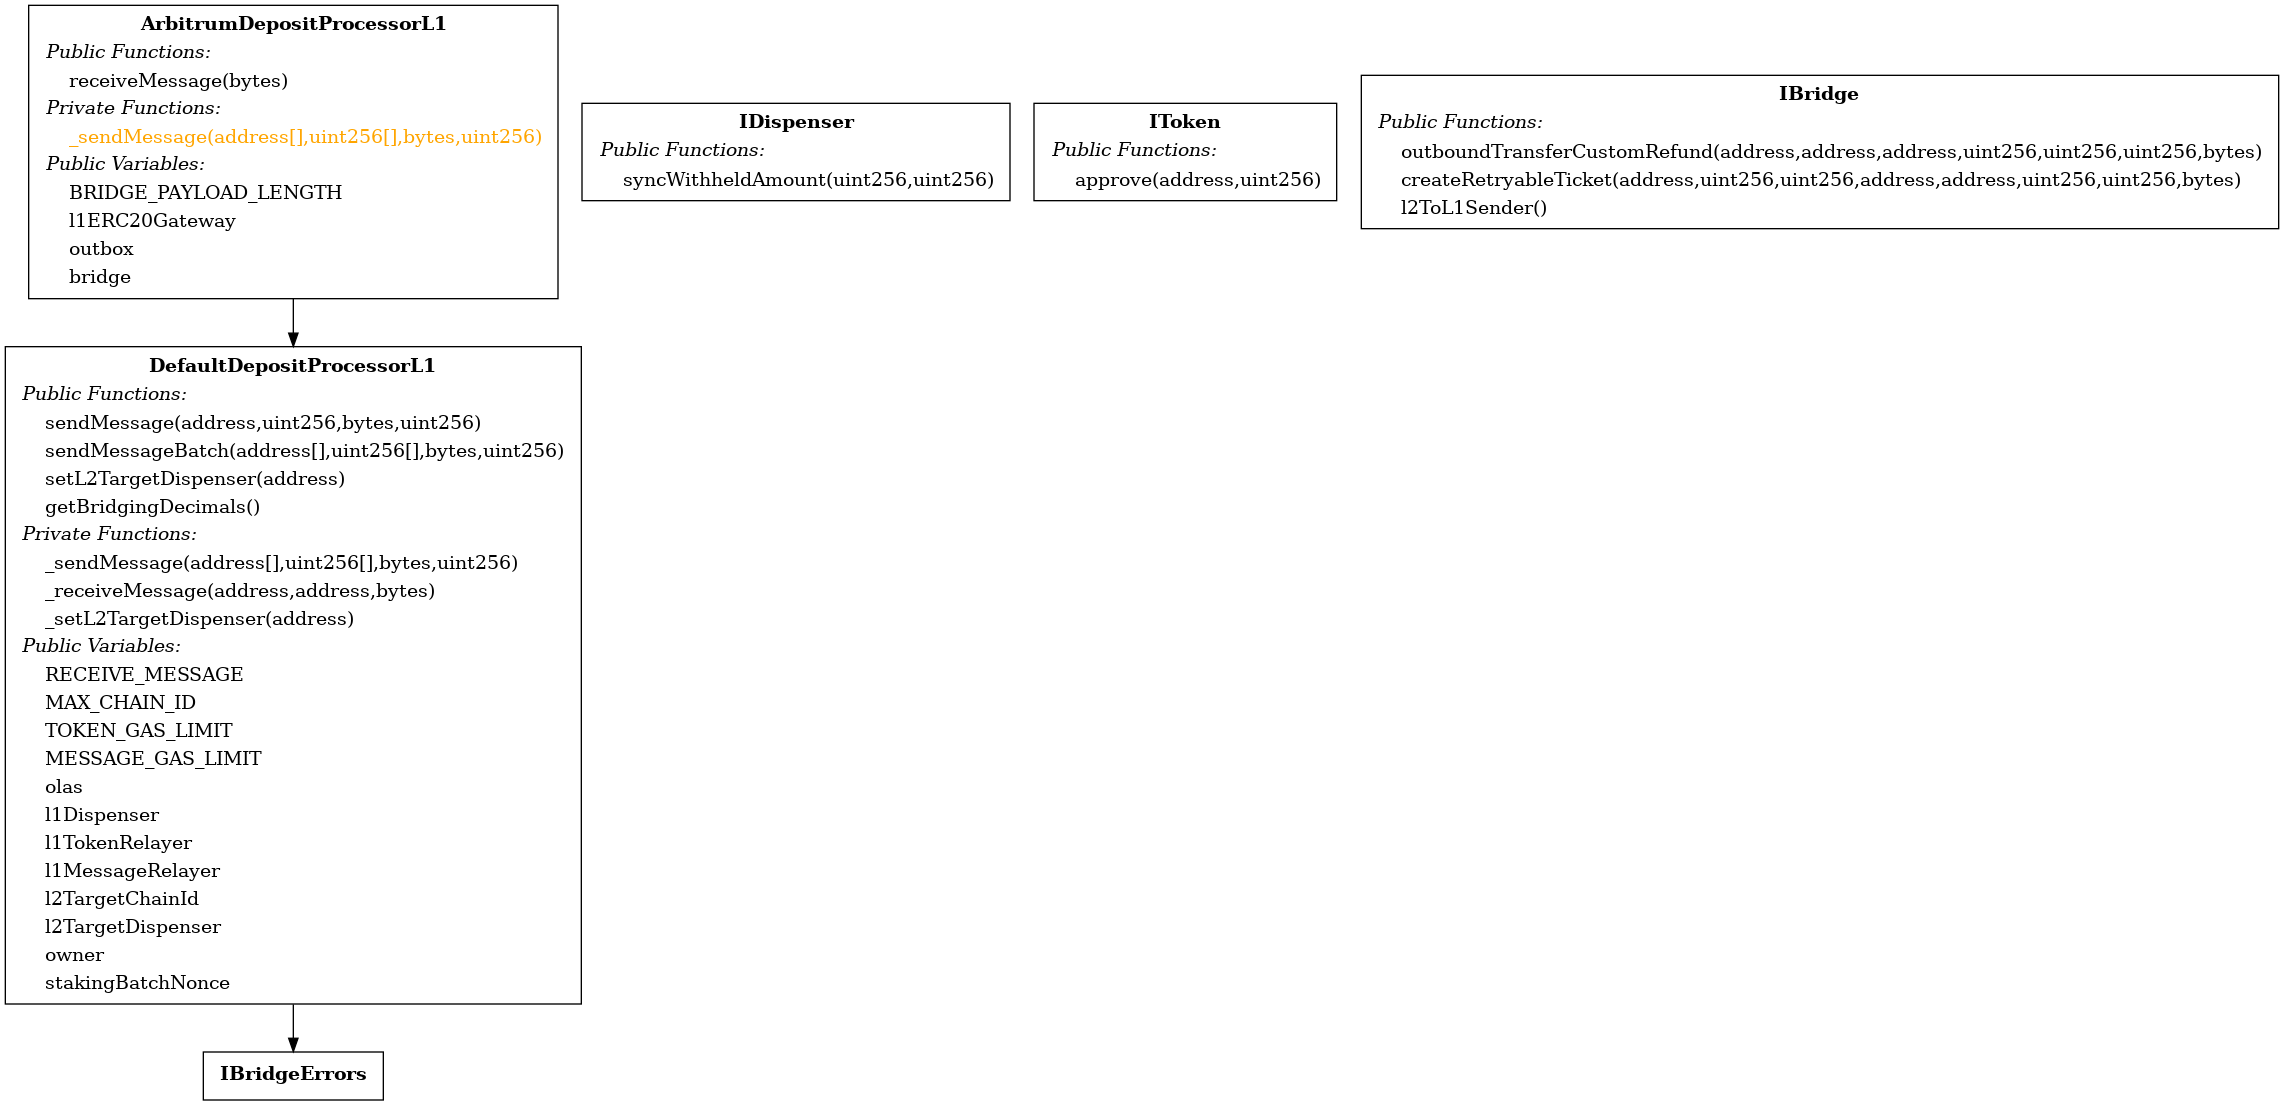 ArbitrumDepositProcessorL1
Public Functions:
receiveMessage(bytes)
Private Functions:
_sendMessage(address[],uint256[],bytes,uint256)
Public Variables:
BRIDGE_PAYLOAD_LENGTH
l1ERC20Gateway
outbox
bridge
IDispenser
Public Functions:
syncWithheldAmount(uint256,uint256)
IToken
Public Functions:
approve(address,uint256)
IBridge
Public Functions:
outboundTransferCustomRefund(address,address,address,uint256,uint256,uint256,bytes)
createRetryableTicket(address,uint256,uint256,address,address,uint256,uint256,bytes)
l2ToL1Sender()
DefaultDepositProcessorL1
Public Functions:
sendMessage(address,uint256,bytes,uint256)
sendMessageBatch(address[],uint256[],bytes,uint256)
setL2TargetDispenser(address)
getBridgingDecimals()
Private Functions:
_sendMessage(address[],uint256[],bytes,uint256)
_receiveMessage(address,address,bytes)
_setL2TargetDispenser(address)
Public Variables:
RECEIVE_MESSAGE
MAX_CHAIN_ID
TOKEN_GAS_LIMIT
MESSAGE_GAS_LIMIT
olas
l1Dispenser
l1TokenRelayer
l1MessageRelayer
l2TargetChainId
l2TargetDispenser
owner
stakingBatchNonce
IBridgeErrors